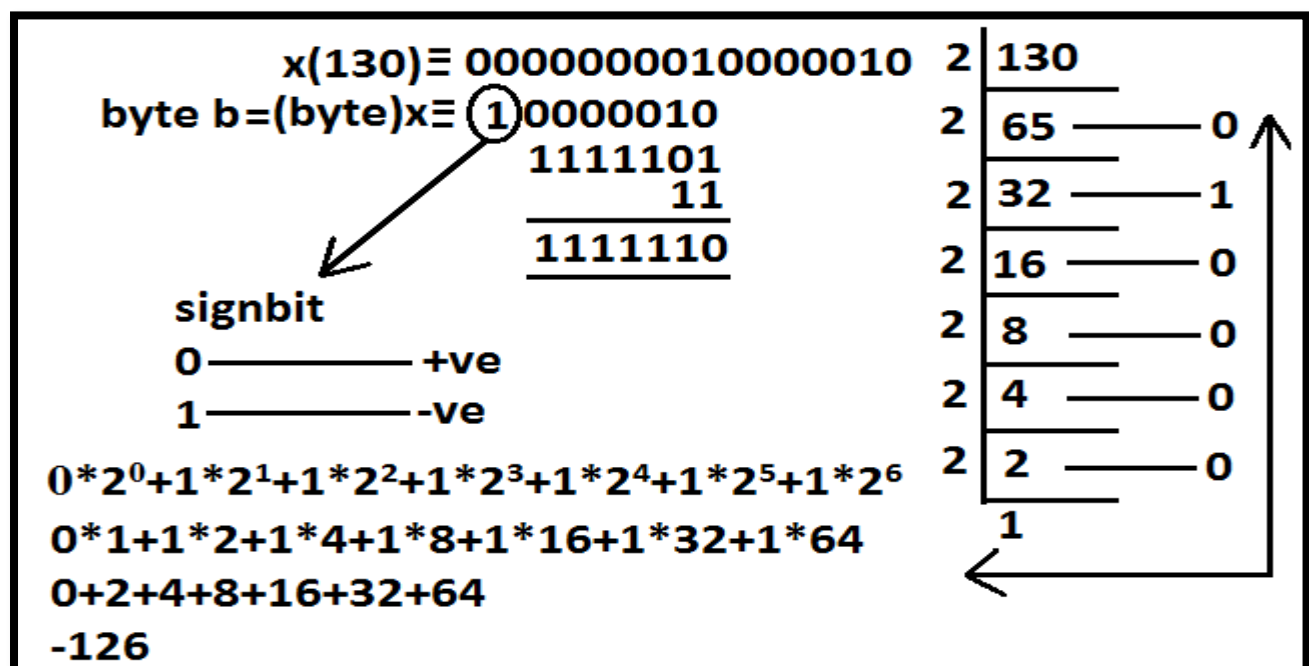 x(130)≡ 0000000010000010
byte b=(byte)x≡ 10000010
1111101
11
1111110
signbit
0 +ve
1 -ve
0*2⁰+1*2¹+1*2²+1*2³+1*2⁴+1*2⁵+1*2⁶
0*1+1*2+1*4+1*8+1*16+1*32+1*64
0+2+4+8+16+32+64
-126
2 130
2 65 0
2 32 1
2 16 0
2 8 0
2 4 0
2 2 0
1